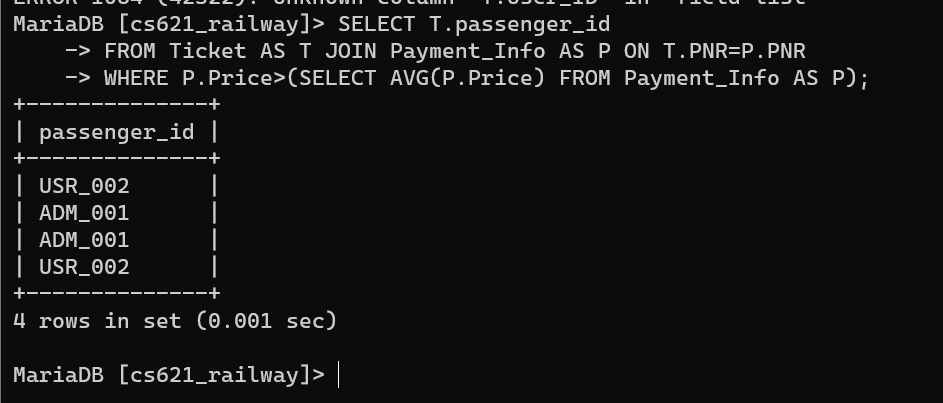 MariaDB [cs621_railway]> SELECT T.passenger_id
    -> FROM Ticket AS T JOIN Payment_Info AS P ON T.PNR=P.PNR
    -> WHERE P.Price>(SELECT AVG(P.Price) FROM Payment_Info AS P);
+--------------+
| passenger_id |
+--------------+
| USR_002      |
| ADM_001      |
| ADM_001      |
| USR_002      |
+--------------+
4 rows in set (0.001 sec)
MariaDB [cs621_railway]>